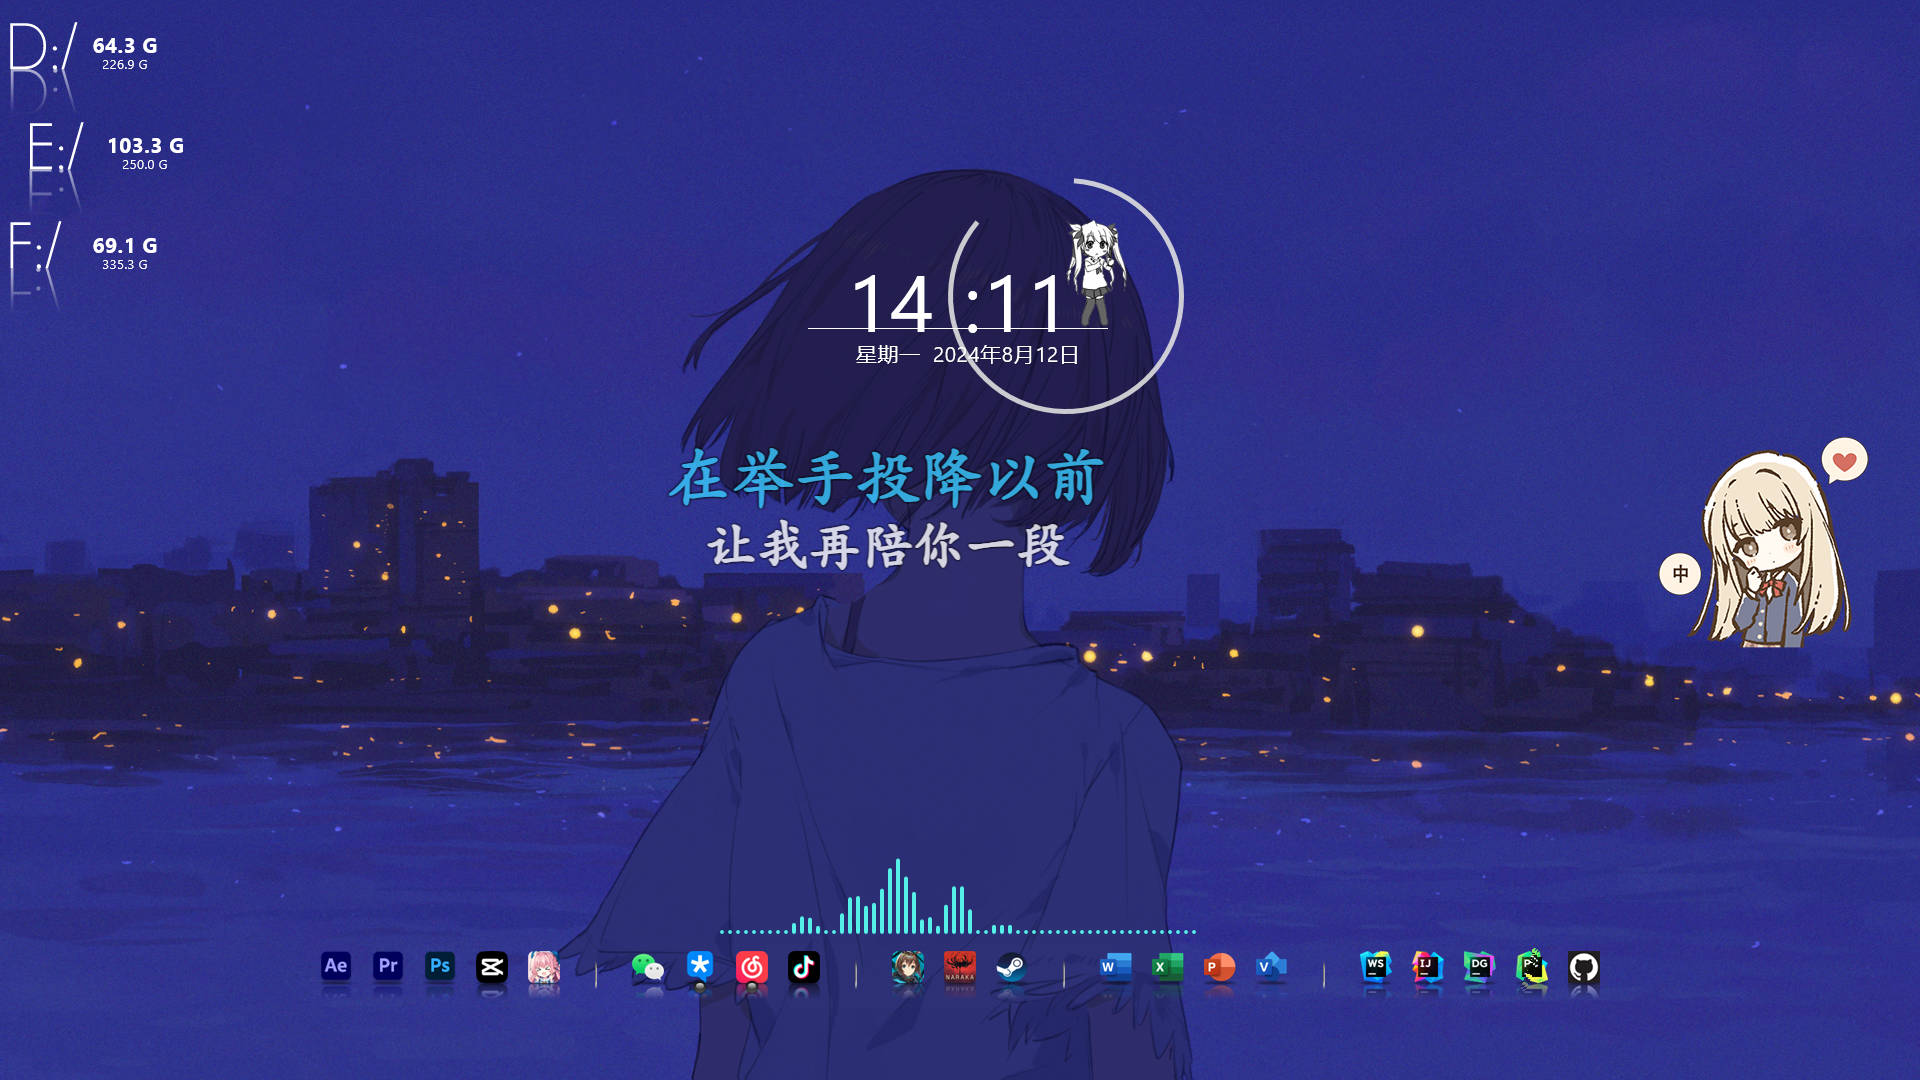 D:/
64.3 G
226.9 G
E:/
103.3 G
250.0 G
F:/
69.1 G
335.3 G
14 :11
星期一 2024年8月12日
在举手投降以前
让我再陪你一段
中
Ae
Pr
Ps
NARAKA
W
X
P
V
WS
IJ
DG
PS